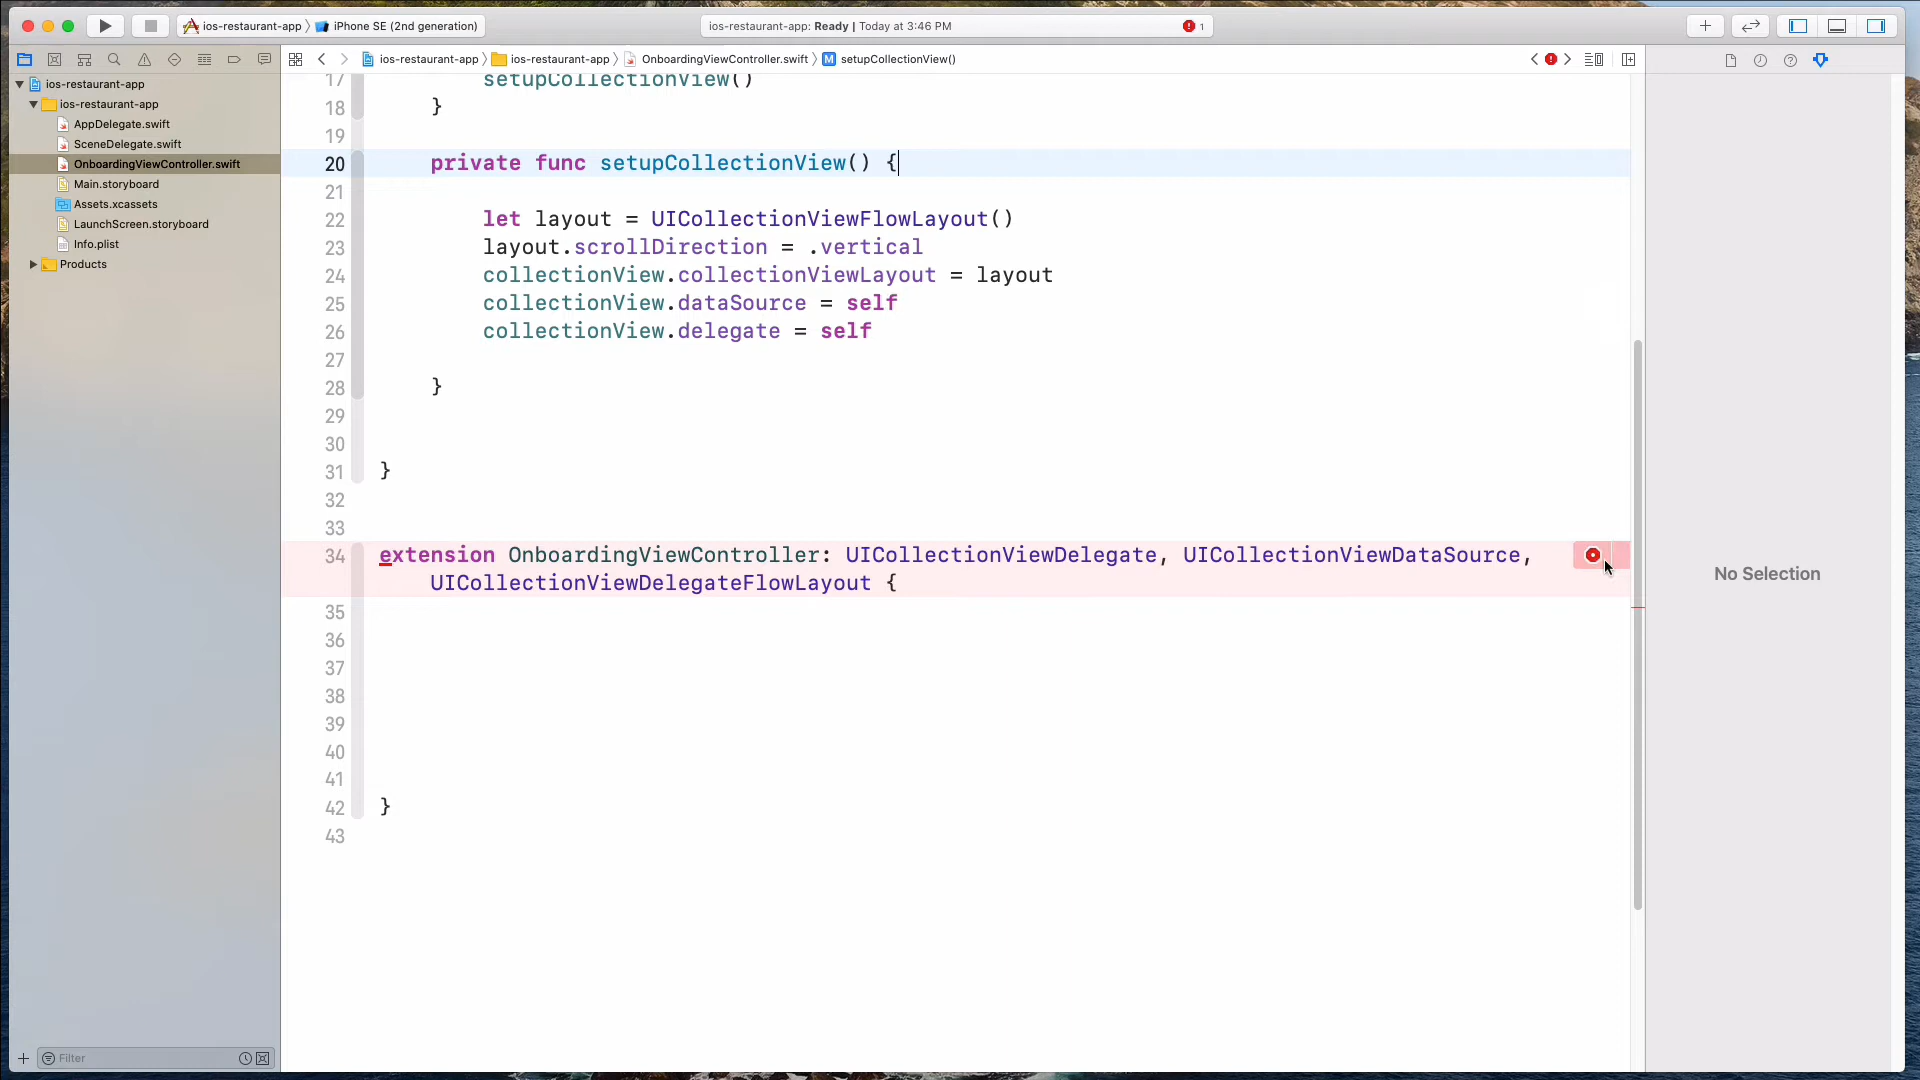 ios-restaurant-app 〉 iPhone SE (2nd generation)
ios-restaurant-app: Ready | Today at 3:46 PM
1
ios-restaurant-app 〉 ios-restaurant-app 〉 OnboardingViewController.swift 〉 M setupCollectionView()
ios-restaurant-app
ios-restaurant-app
AppDelegate.swift
SceneDelegate.swift
OnboardingViewController.swift
Main.storyboard
Assets.xcassets
LaunchScreen.storyboard
Info.plist
Products
Filter
17 setupCollectionView()
18 }
19
20 private func setupCollectionView() {
21
22 let layout = UICollectionViewFlowLayout()
23 layout.scrollDirection = .vertical
24 collectionView.collectionViewLayout = layout
25 collectionView.dataSource = self
26 collectionView.delegate = self
27
28 }
29
30
31 }
32
33
34 extension OnboardingViewController: UICollectionViewDelegate, UICollectionViewDataSource,
UICollectionViewDelegateFlowLayout {
35
36
37
38
39
40
41
42 }
43
No Selection